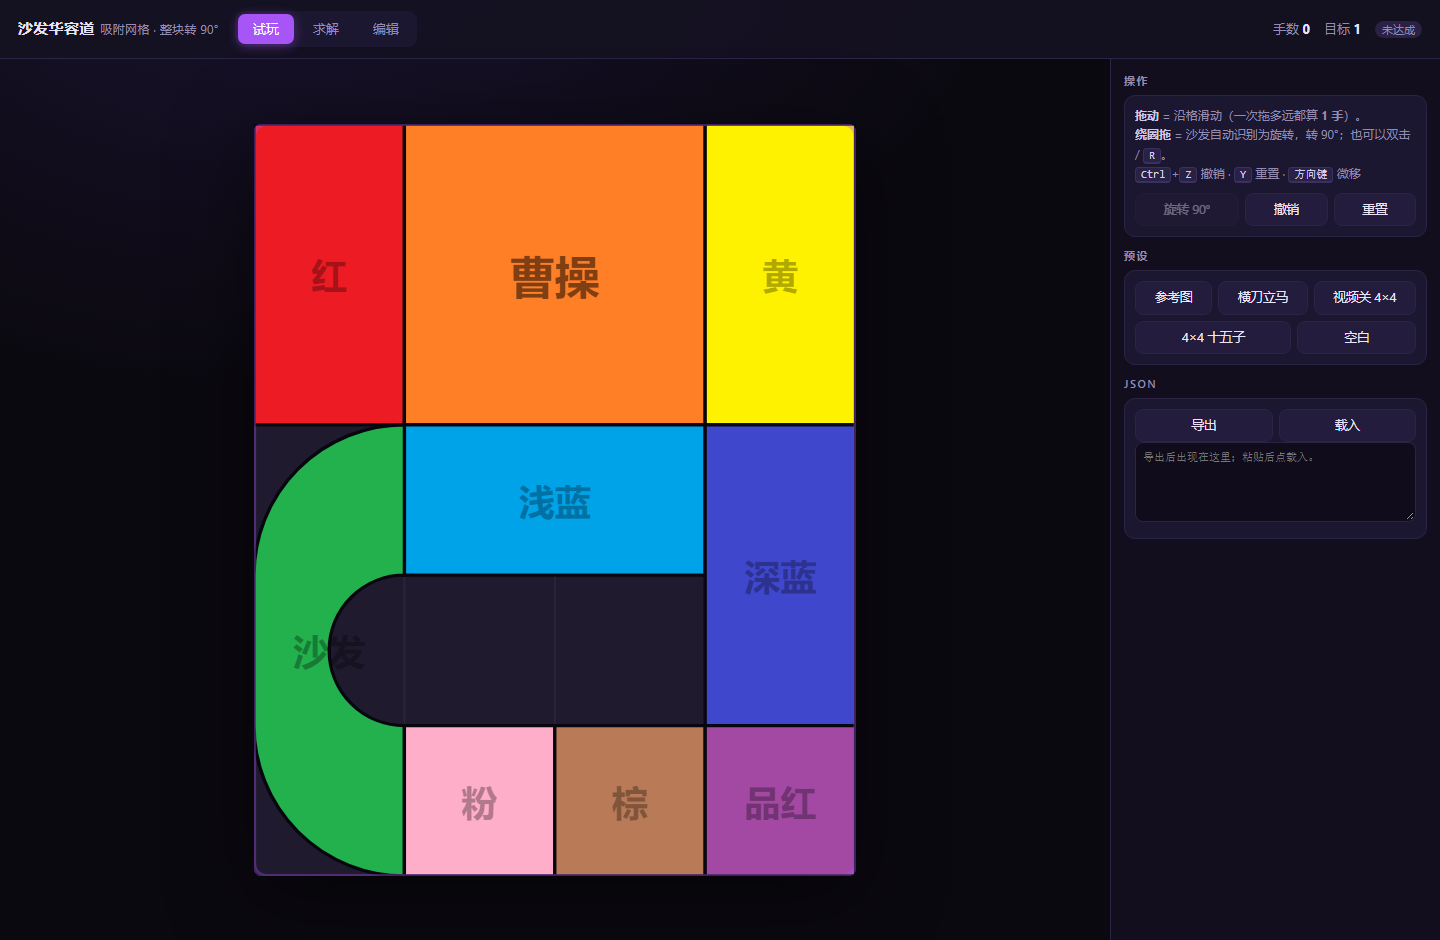 沙发华容道 吸附网格 · 整块转 90° 试玩 求解 编辑 手数 0 目标 1 未达成
操作
拖动 = 沿格滑动（一次拖多远都算 1 手）。
绕圆拖 = 沙发自动识别为旋转，转 90°；也可以双击
/ R 。
Ctrl + Z 撤销 · Y 重置 · 方向键 微移
旋转 90° 撤销 重置
预设
参考图 横刀立马 视频关 4×4
4×4 十五子 空白
JSON
导出 载入
导出后出现在这里；粘贴后点载入。
红 曹操 黄
浅蓝
深蓝
沙发
粉 棕 品红